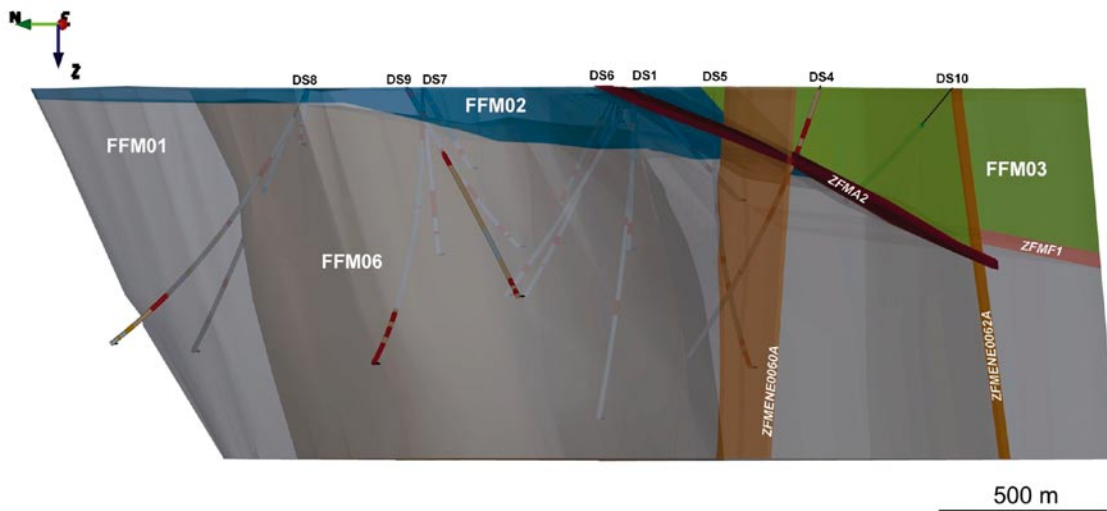 N E
Z
DS8 DS9 DS7 DS6 DS1 DS5 DS4 DS10
FFM02
FFM01
FFM03
ZFMA2
ZFMF1
FFM06
ZFMENE0060A
ZFMENE0062A
500 m